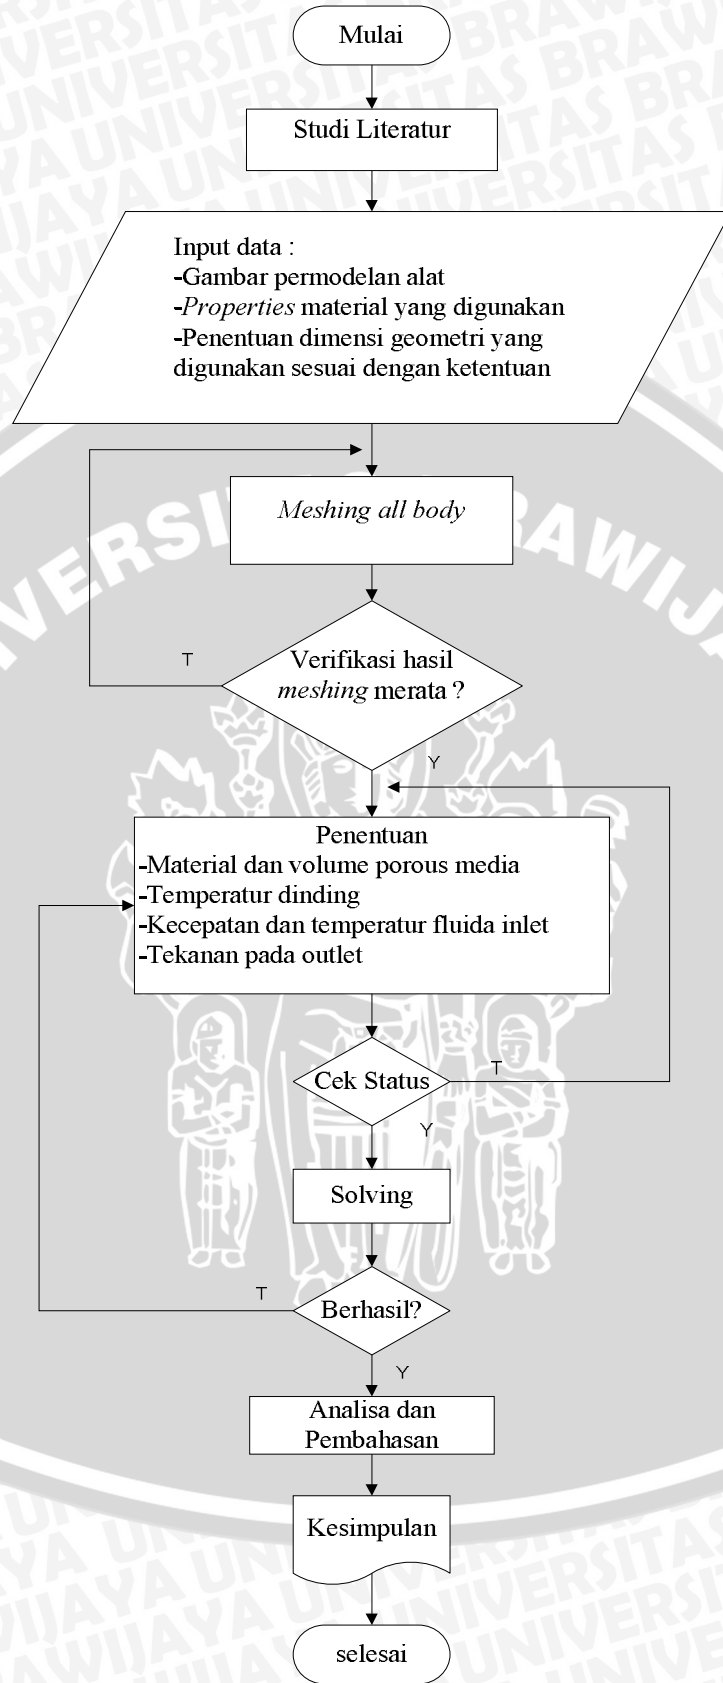 Mulai
Studi Literatur
Input data :
-Gambar permodelan alat
-Properties material yang digunakan
-Penentuan dimensi geometri yang
digunakan sesuai dengan ketentuan
Meshing all body
Verifikasi hasil
meshing merata ?
T
Y
Penentuan
-Material dan volume porous media
-Temperatur dinding
-Kecepatan dan temperatur fluida inlet
-Tekanan pada outlet
Cek Status
T
Y
Solving
Berhasil?
T
Y
Analisa dan
Pembahasan
Kesimpulan
selesai